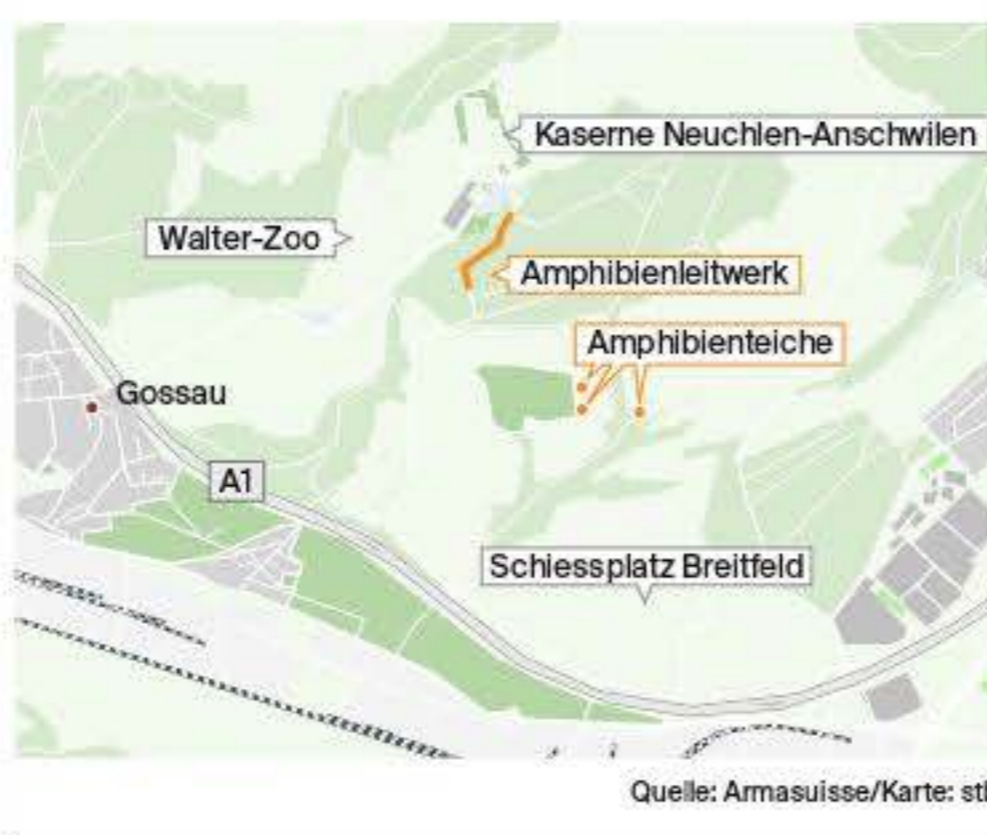 Kaserne Neuchlen-Anschwilen
Walter-Zoo
Amphibienleitwerk
Amphibienteiche
Gossau
A1
Schiessplatz Breitfeld
Quelle: Armasuisse/Karte: